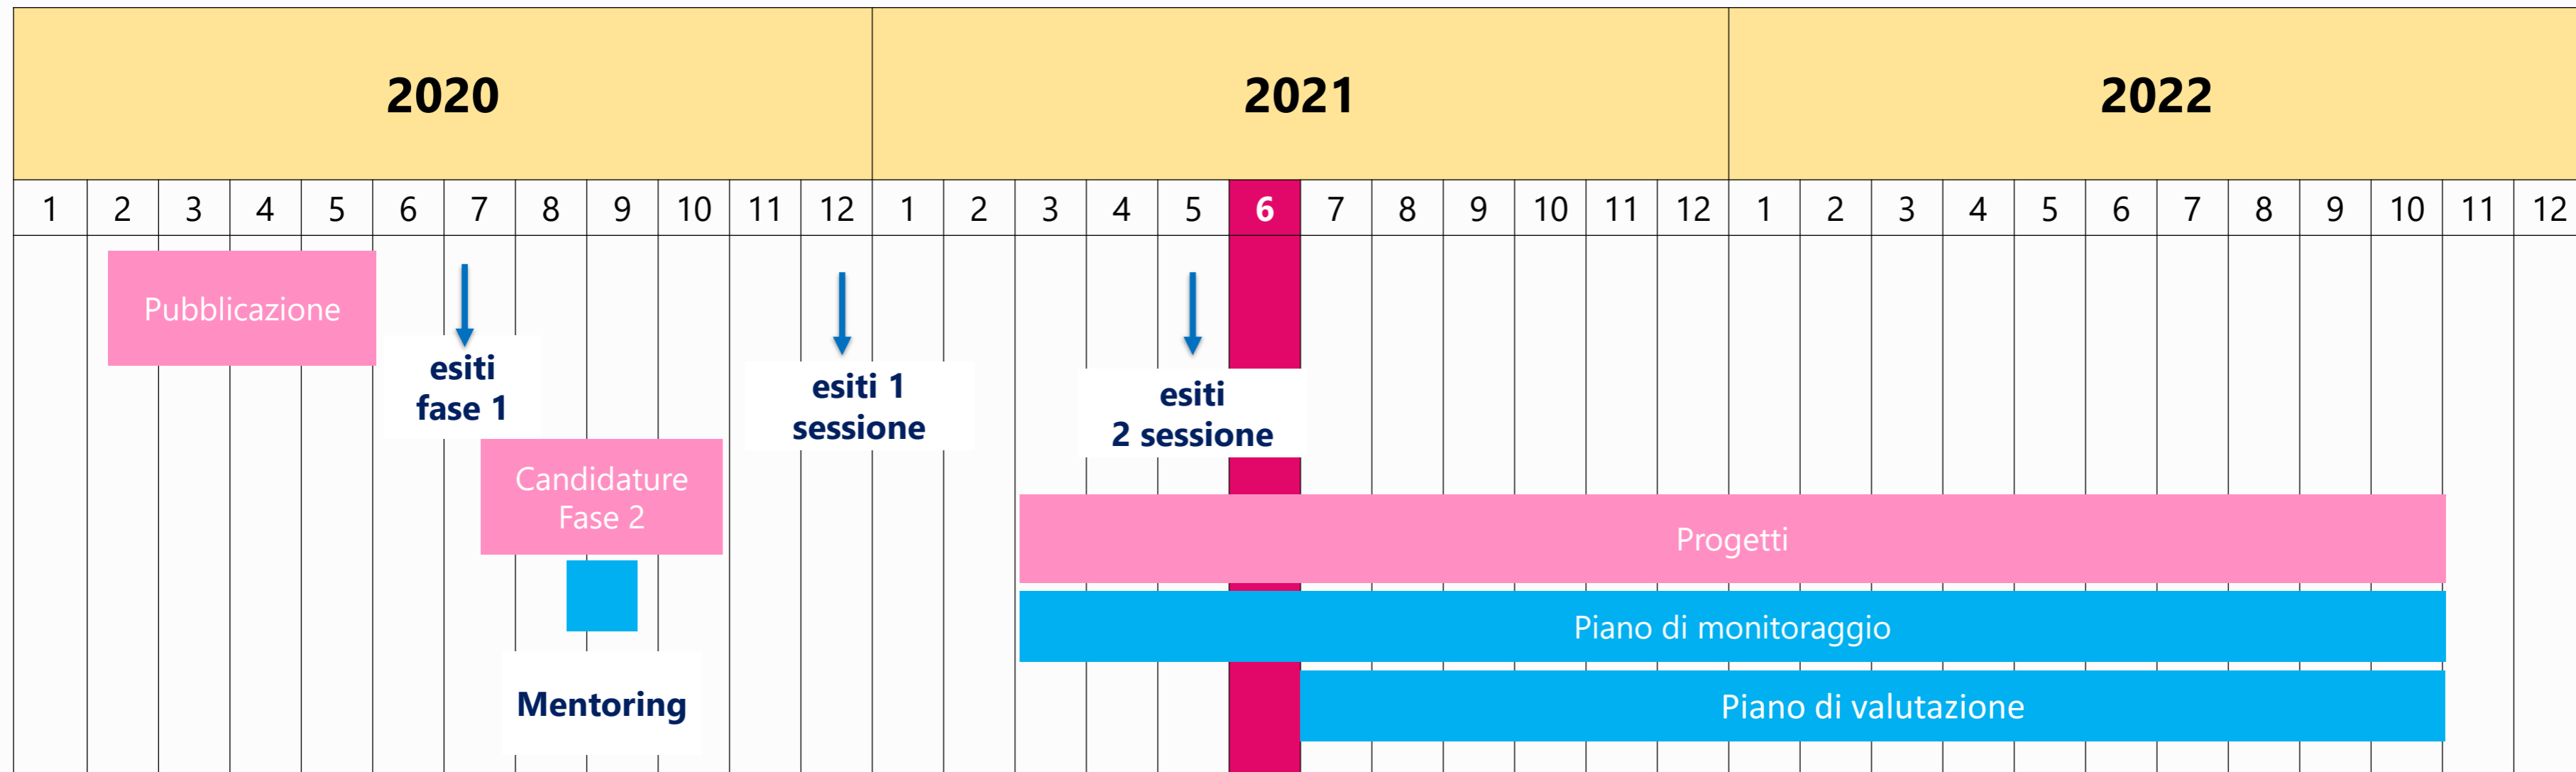 2020 2021 2022
1 2 3 4 5 6 7 8 9 10 11 12 1 2 3 4 5 6 7 8 9 10 11 12 1 2 3 4 5 6 7 8 9 10 11 12
Pubblicazione
esiti
fase 1
esiti 1
sessione
esiti
2 sessione
Candidature
Fase 2
Progetti
Piano di monitoraggio
Mentoring
Piano di valutazione